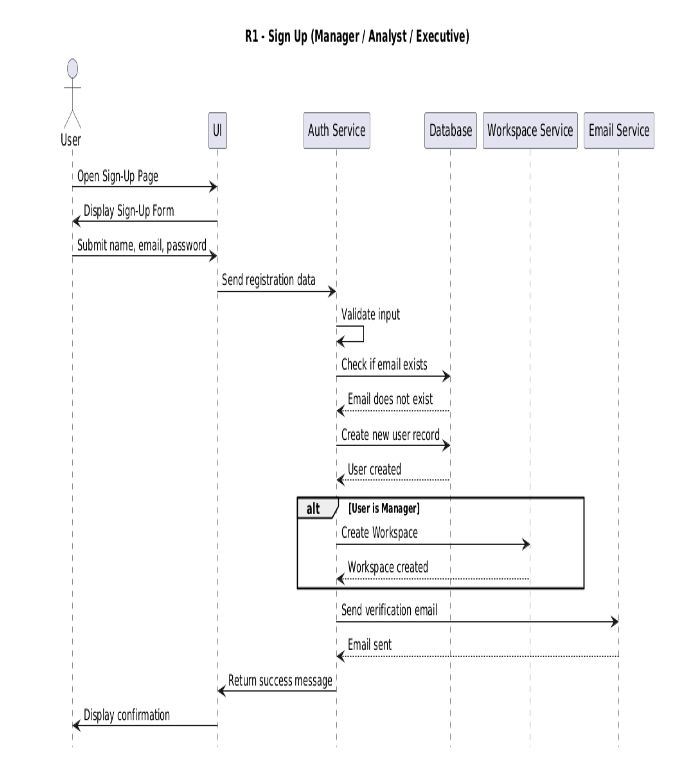 R1 - Sign Up (Manager / Analyst / Executive)
User
UI
Auth Service
Database
Workspace Service
Email Service
Open Sign-Up Page
Display Sign-Up Form
Submit name, email, password
Send registration data
Validate input
Check if email exists
Email does not exist
Create new user record
User created
alt [User is Manager]
Create Workspace
Workspace created
Send verification email
Email sent
Return success message
Display confirmation